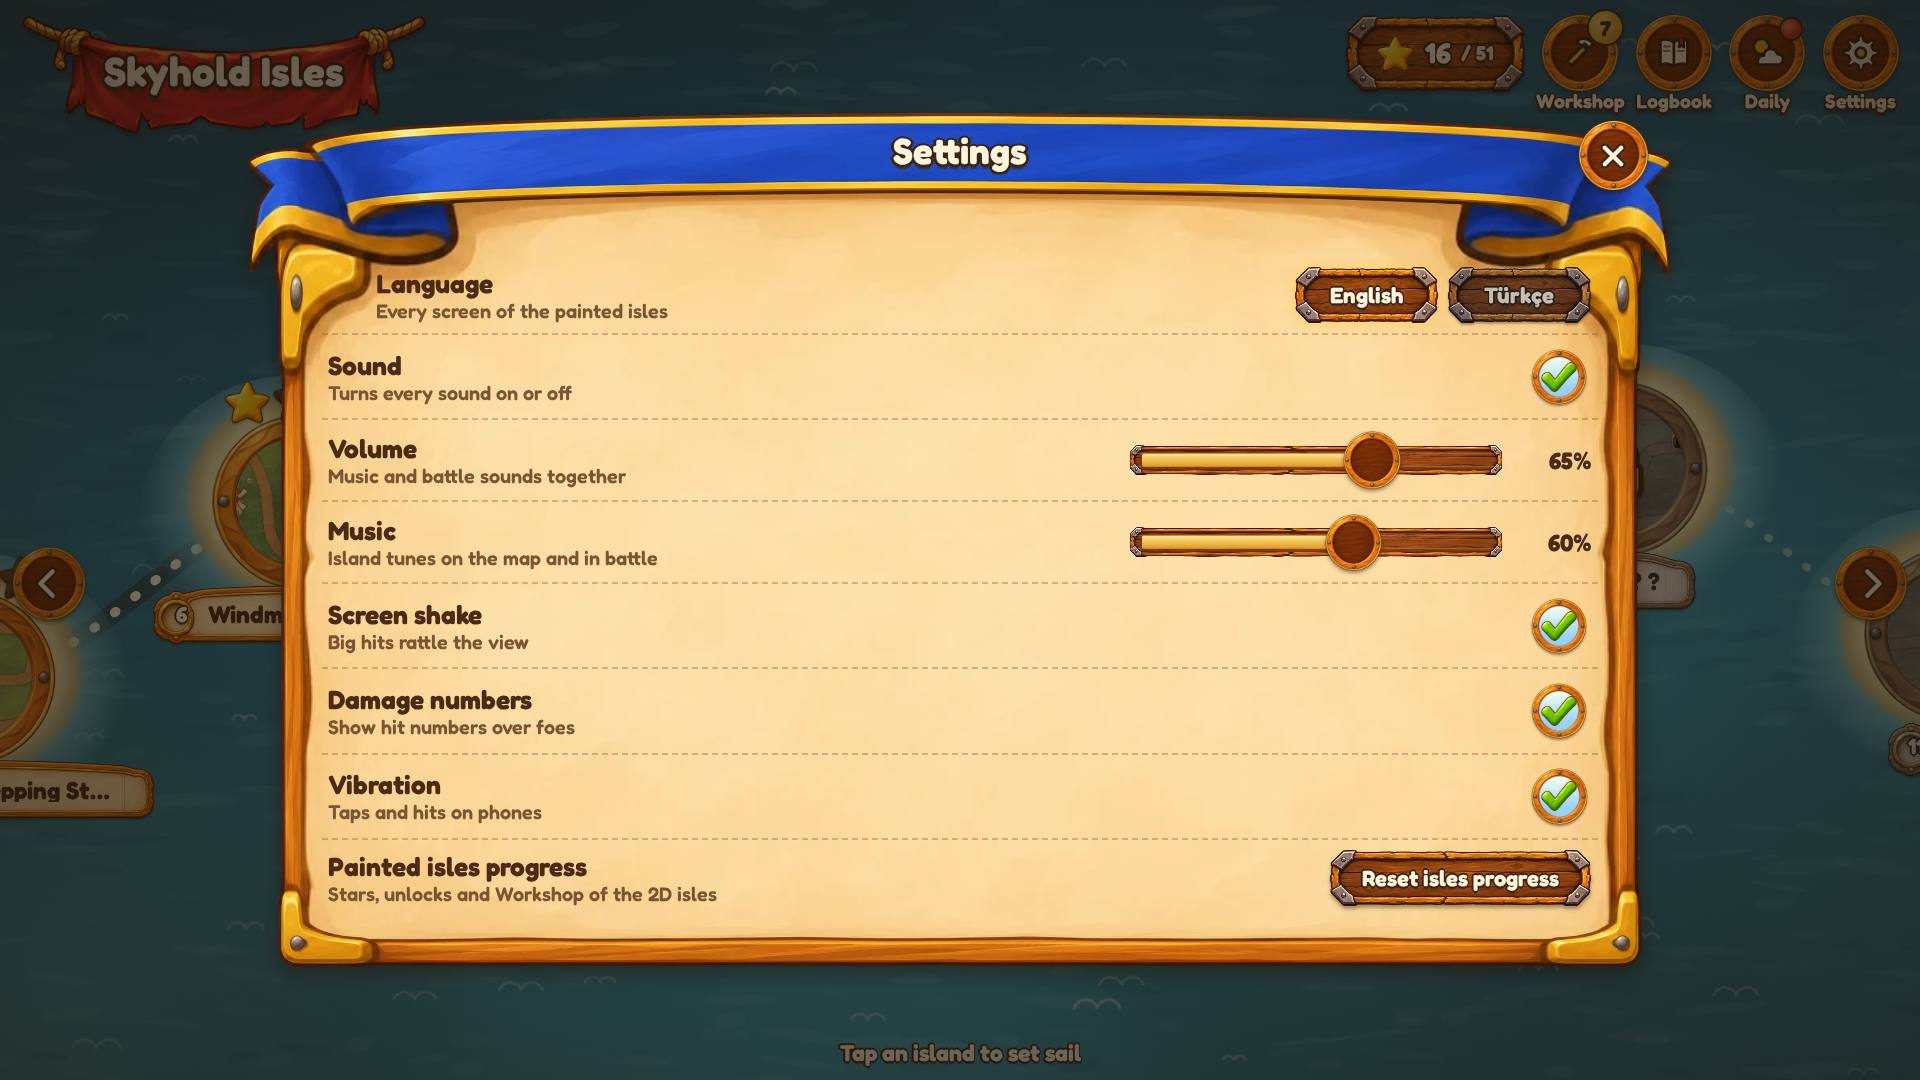 Skyhold Isles
16 / 51
7
Workshop
Logbook
Daily
Settings
Settings
Language
Every screen of the painted isles
English
Türkçe
Sound
Turns every sound on or off
Volume
Music and battle sounds together
65%
Music
Island tunes on the map and in battle
60%
Screen shake
Big hits rattle the view
Damage numbers
Show hit numbers over foes
Vibration
Taps and hits on phones
Painted isles progress
Stars, unlocks and Workshop of the 2D isles
Reset isles progress
6 Windm
pping St...
?
Tap an island to set sail